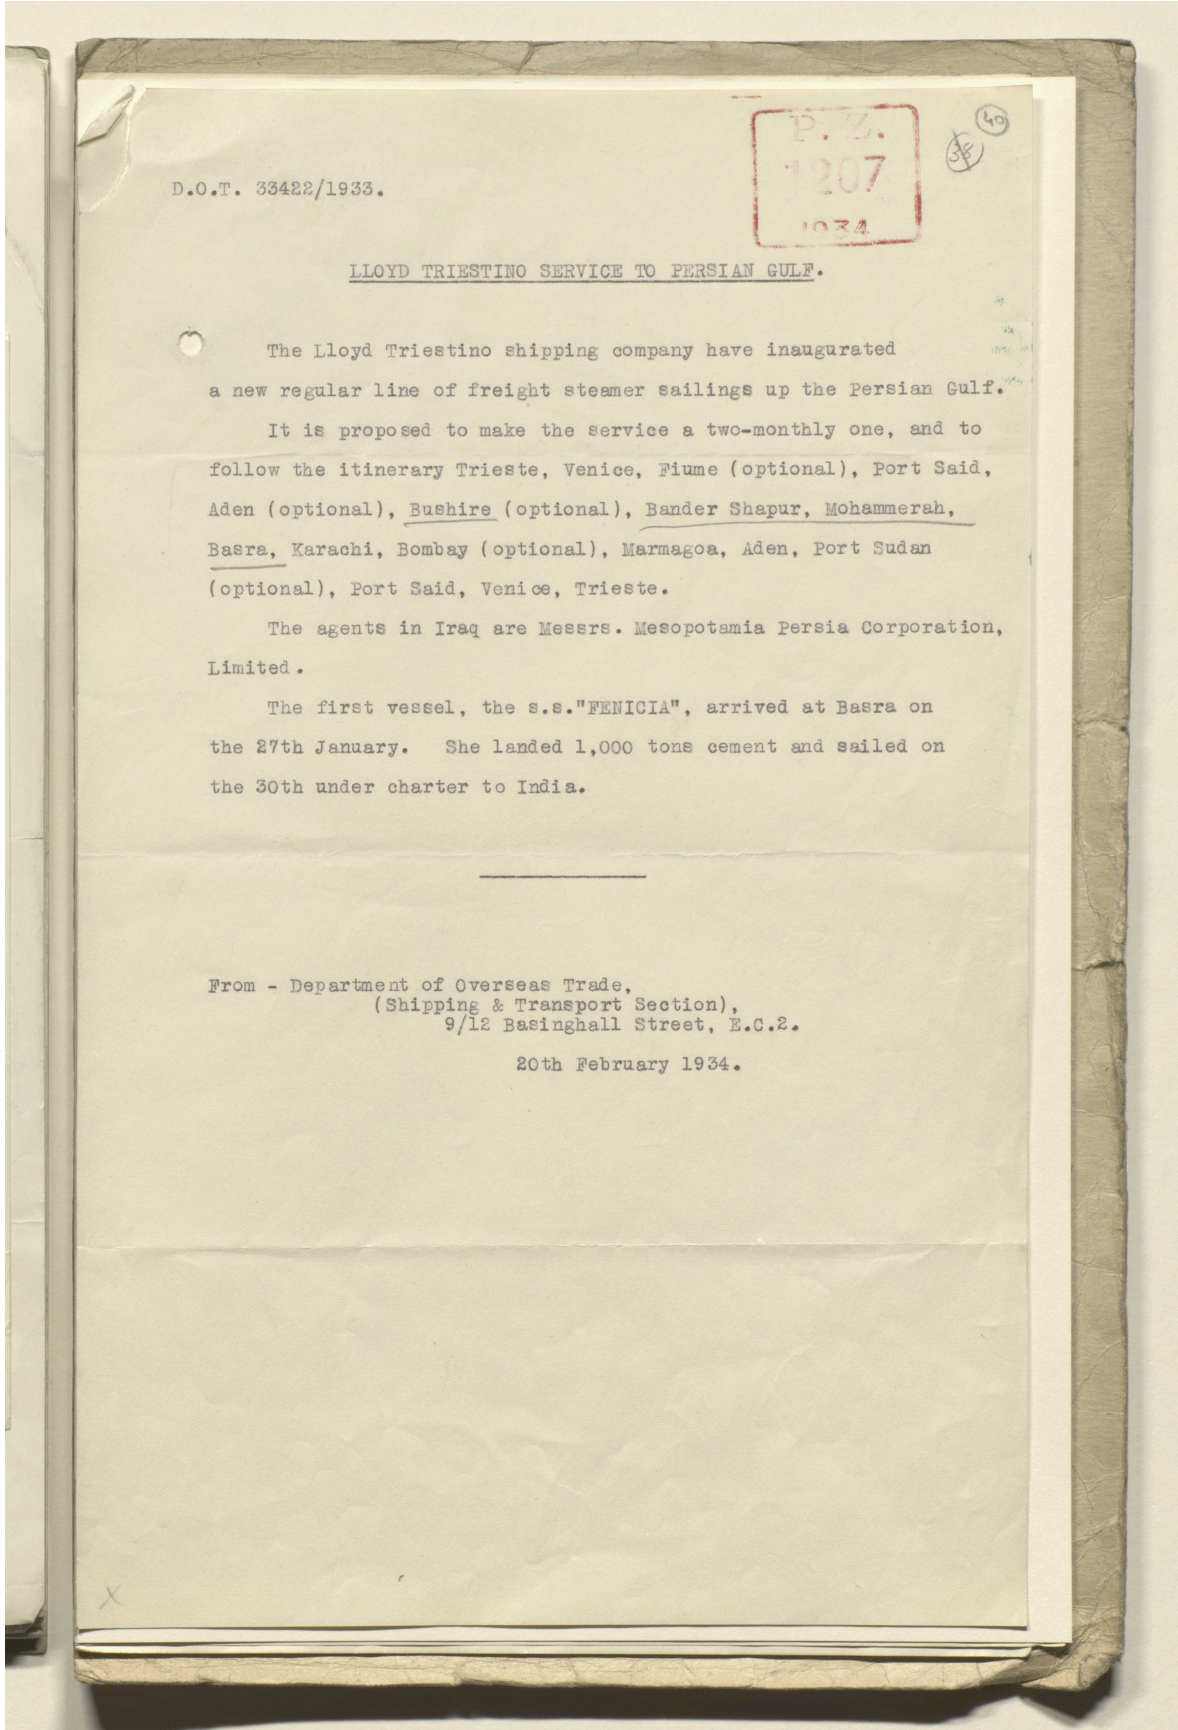 40
38
P. Z.
1207
1934
D.O.T. 33422/1933.
LLOYD TRIESTINO SERVICE TO PERSIAN GULF.
The Lloyd Triestino shipping company have inaugurated
a new regular line of freight steamer sailings up the Persian Gulf.
It is proposed to make the service a two-monthly one, and to
follow the itinerary Trieste, Venice, Fiume (optional), Port Said,
Aden (optional), Bushire (optional), Bander Shapur, Mohammerah,
Basra, Karachi, Bombay (optional), Marmagoa, Aden, Port Sudan
(optional), Port Said, Venice, Trieste.
The agents in Iraq are Messrs. Mesopotamia Persia Corporation,
Limited.
The first vessel, the s.s."FENICIA", arrived at Basra on
the 27th January. She landed 1,000 tons cement and sailed on
the 30th under charter to India.
From - Department of Overseas Trade,
(Shipping & Transport Section),
9/12 Basinghall Street, E.C.2.
20th February 1934.
X